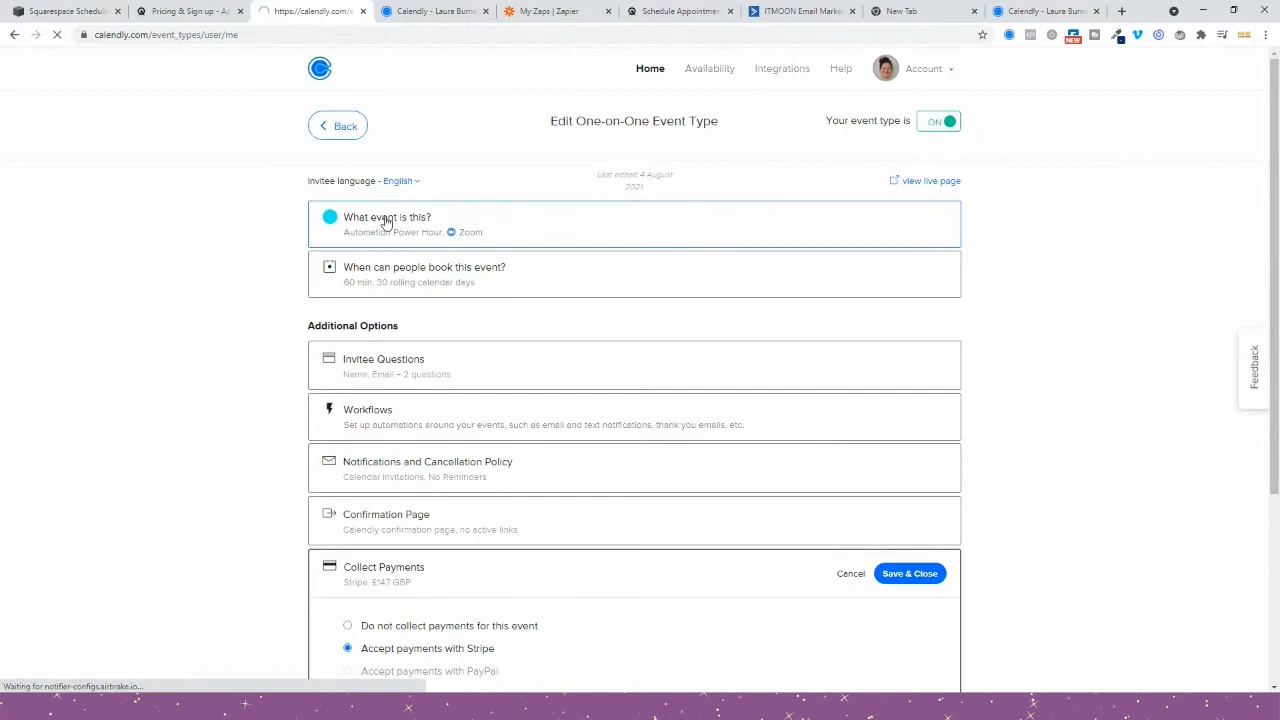 Squarespace Schedulin
Pricing & Sign up - Ac
https://calendly.com/e
Calendly - Laura Burne
My Zaps | Zapier
Schedule Appointmen
ITMOON Email Marke
New Tab
Calendly - Laura Burne
calendly.com/event_types/user/me
NEW
Home
Availability
Integrations
Help
Account
Back
Edit One-on-One Event Type
Your event type is
ON
Invitee language - English
Last edited 4 August
2021.
view live page
What event is this?
Automation Power Hour, Zoom
When can people book this event?
60 min, 30 rolling calendar days
Additional Options
Invitee Questions
Name, Email + 2 questions
Workflows
Set up automations around your events, such as email and text notifications, thank you emails, etc.
Notifications and Cancellation Policy
Calendar Invitations, No Reminders
Confirmation Page
Calendly confirmation page, no active links
Collect Payments
Stripe, £147 GBP
Cancel
Save & Close
Do not collect payments for this event
Accept payments with Stripe
Accept payments with PayPal
Feedback
Waiting for notifier-configs.airbrake.io...